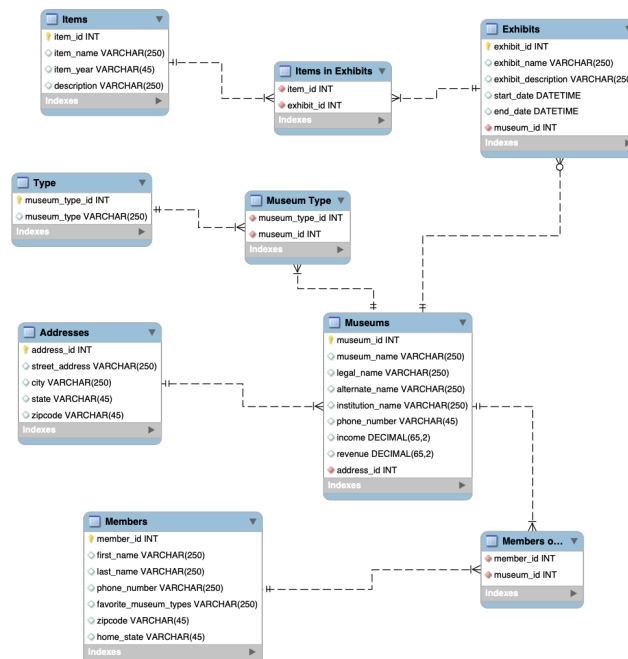 Items
item_id INT
item_name VARCHAR(250)
item_year VARCHAR(45)
description VARCHAR(250)
Indexes
Items in Exhibits
item_id INT
exhibit_id INT
Indexes
Exhibits
exhibit_id INT
exhibit_name VARCHAR(250)
exhibit_description VARCHAR(250)
start_date DATETIME
end_date DATETIME
museum_id INT
Indexes
Type
museum_type_id INT
museum_type VARCHAR(250)
Indexes
Museum Type
museum_type_id INT
museum_id INT
Indexes
Addresses
address_id INT
street_address VARCHAR(250)
city VARCHAR(250)
state VARCHAR(45)
zipcode VARCHAR(45)
Indexes
Museums
museum_id INT
museum_name VARCHAR(250)
legal_name VARCHAR(250)
alternate_name VARCHAR(250)
institution_name VARCHAR(250)
phone_number VARCHAR(45)
income DECIMAL(65,2)
revenue DECIMAL(65,2)
address_id INT
Indexes
Members
member_id INT
first_name VARCHAR(250)
last_name VARCHAR(250)
phone_number VARCHAR(250)
favorite_museum_types VARCHAR(250)
zipcode VARCHAR(45)
home_state VARCHAR(45)
Indexes
Members o...
member_id INT
museum_id INT
Indexes